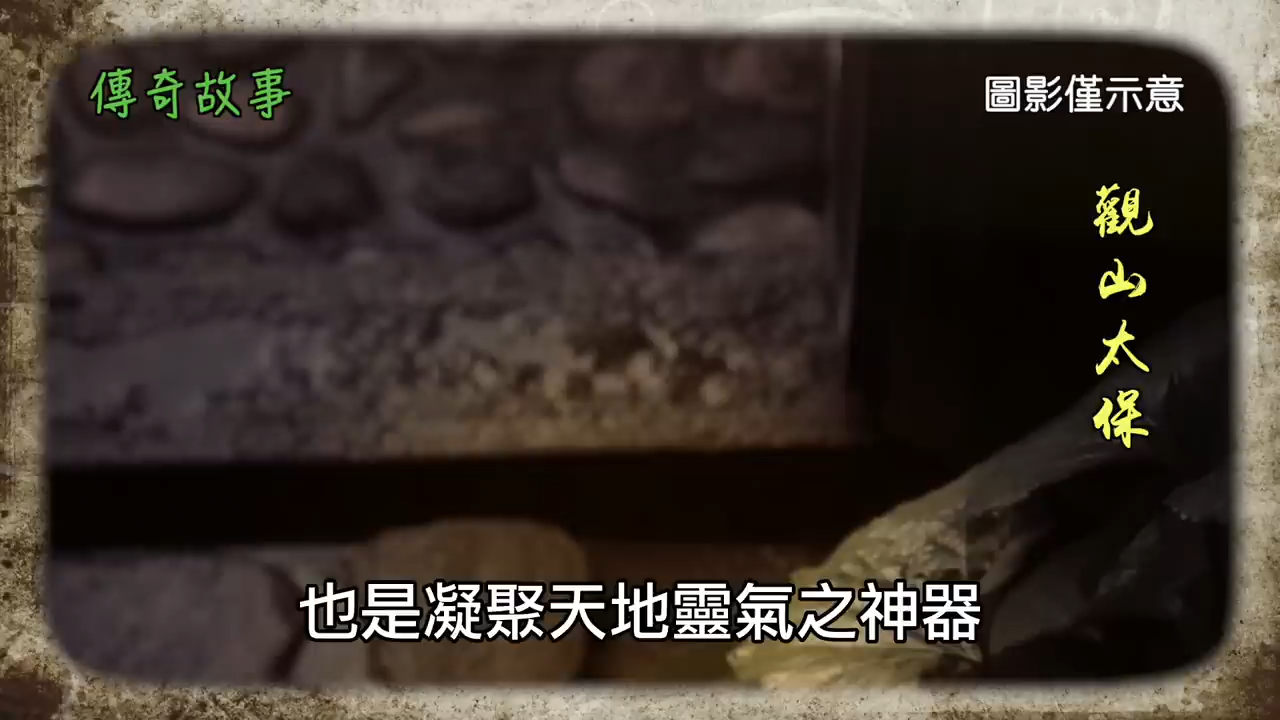 傳奇故事
圖影僅示意
觀山太保
也是凝聚天地靈氣之神器